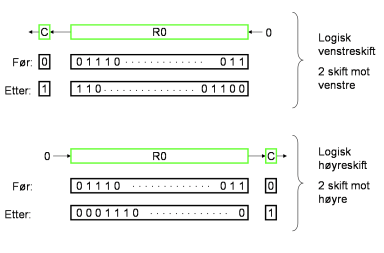 C R0 0
Før: 0 01110 ············· 011
Etter: 1 110··············· 01100
Logisk
venstreskift
2 skift mot
venstre
0 R0 C
Før: 01110 ············· 011 0
Etter: 0001110 ············· 0 1
Logisk
høyreskift
2 skift mot
høyre